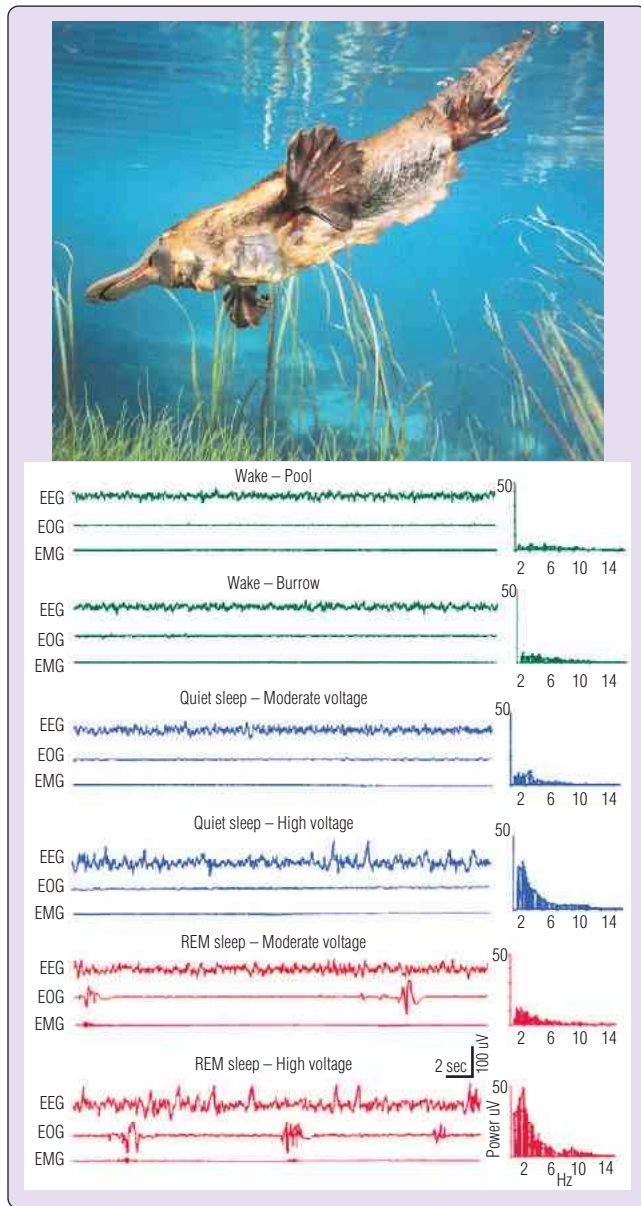 Wake – Pool
EEG
EOG
EMG
50
2 6 10 14
Wake – Burrow
EEG
EOG
EMG
50
2 6 10 14
Quiet sleep – Moderate voltage
EEG
EOG
EMG
50
2 6 10 14
Quiet sleep – High voltage
EEG
EOG
EMG
50
2 6 10 14
REM sleep – Moderate voltage
EEG
EOG
EMG
50
2 6 10 14
2 sec
100 uV
REM sleep – High voltage
EEG
EOG
EMG
50
Power uV
2 6 10 14
Hz